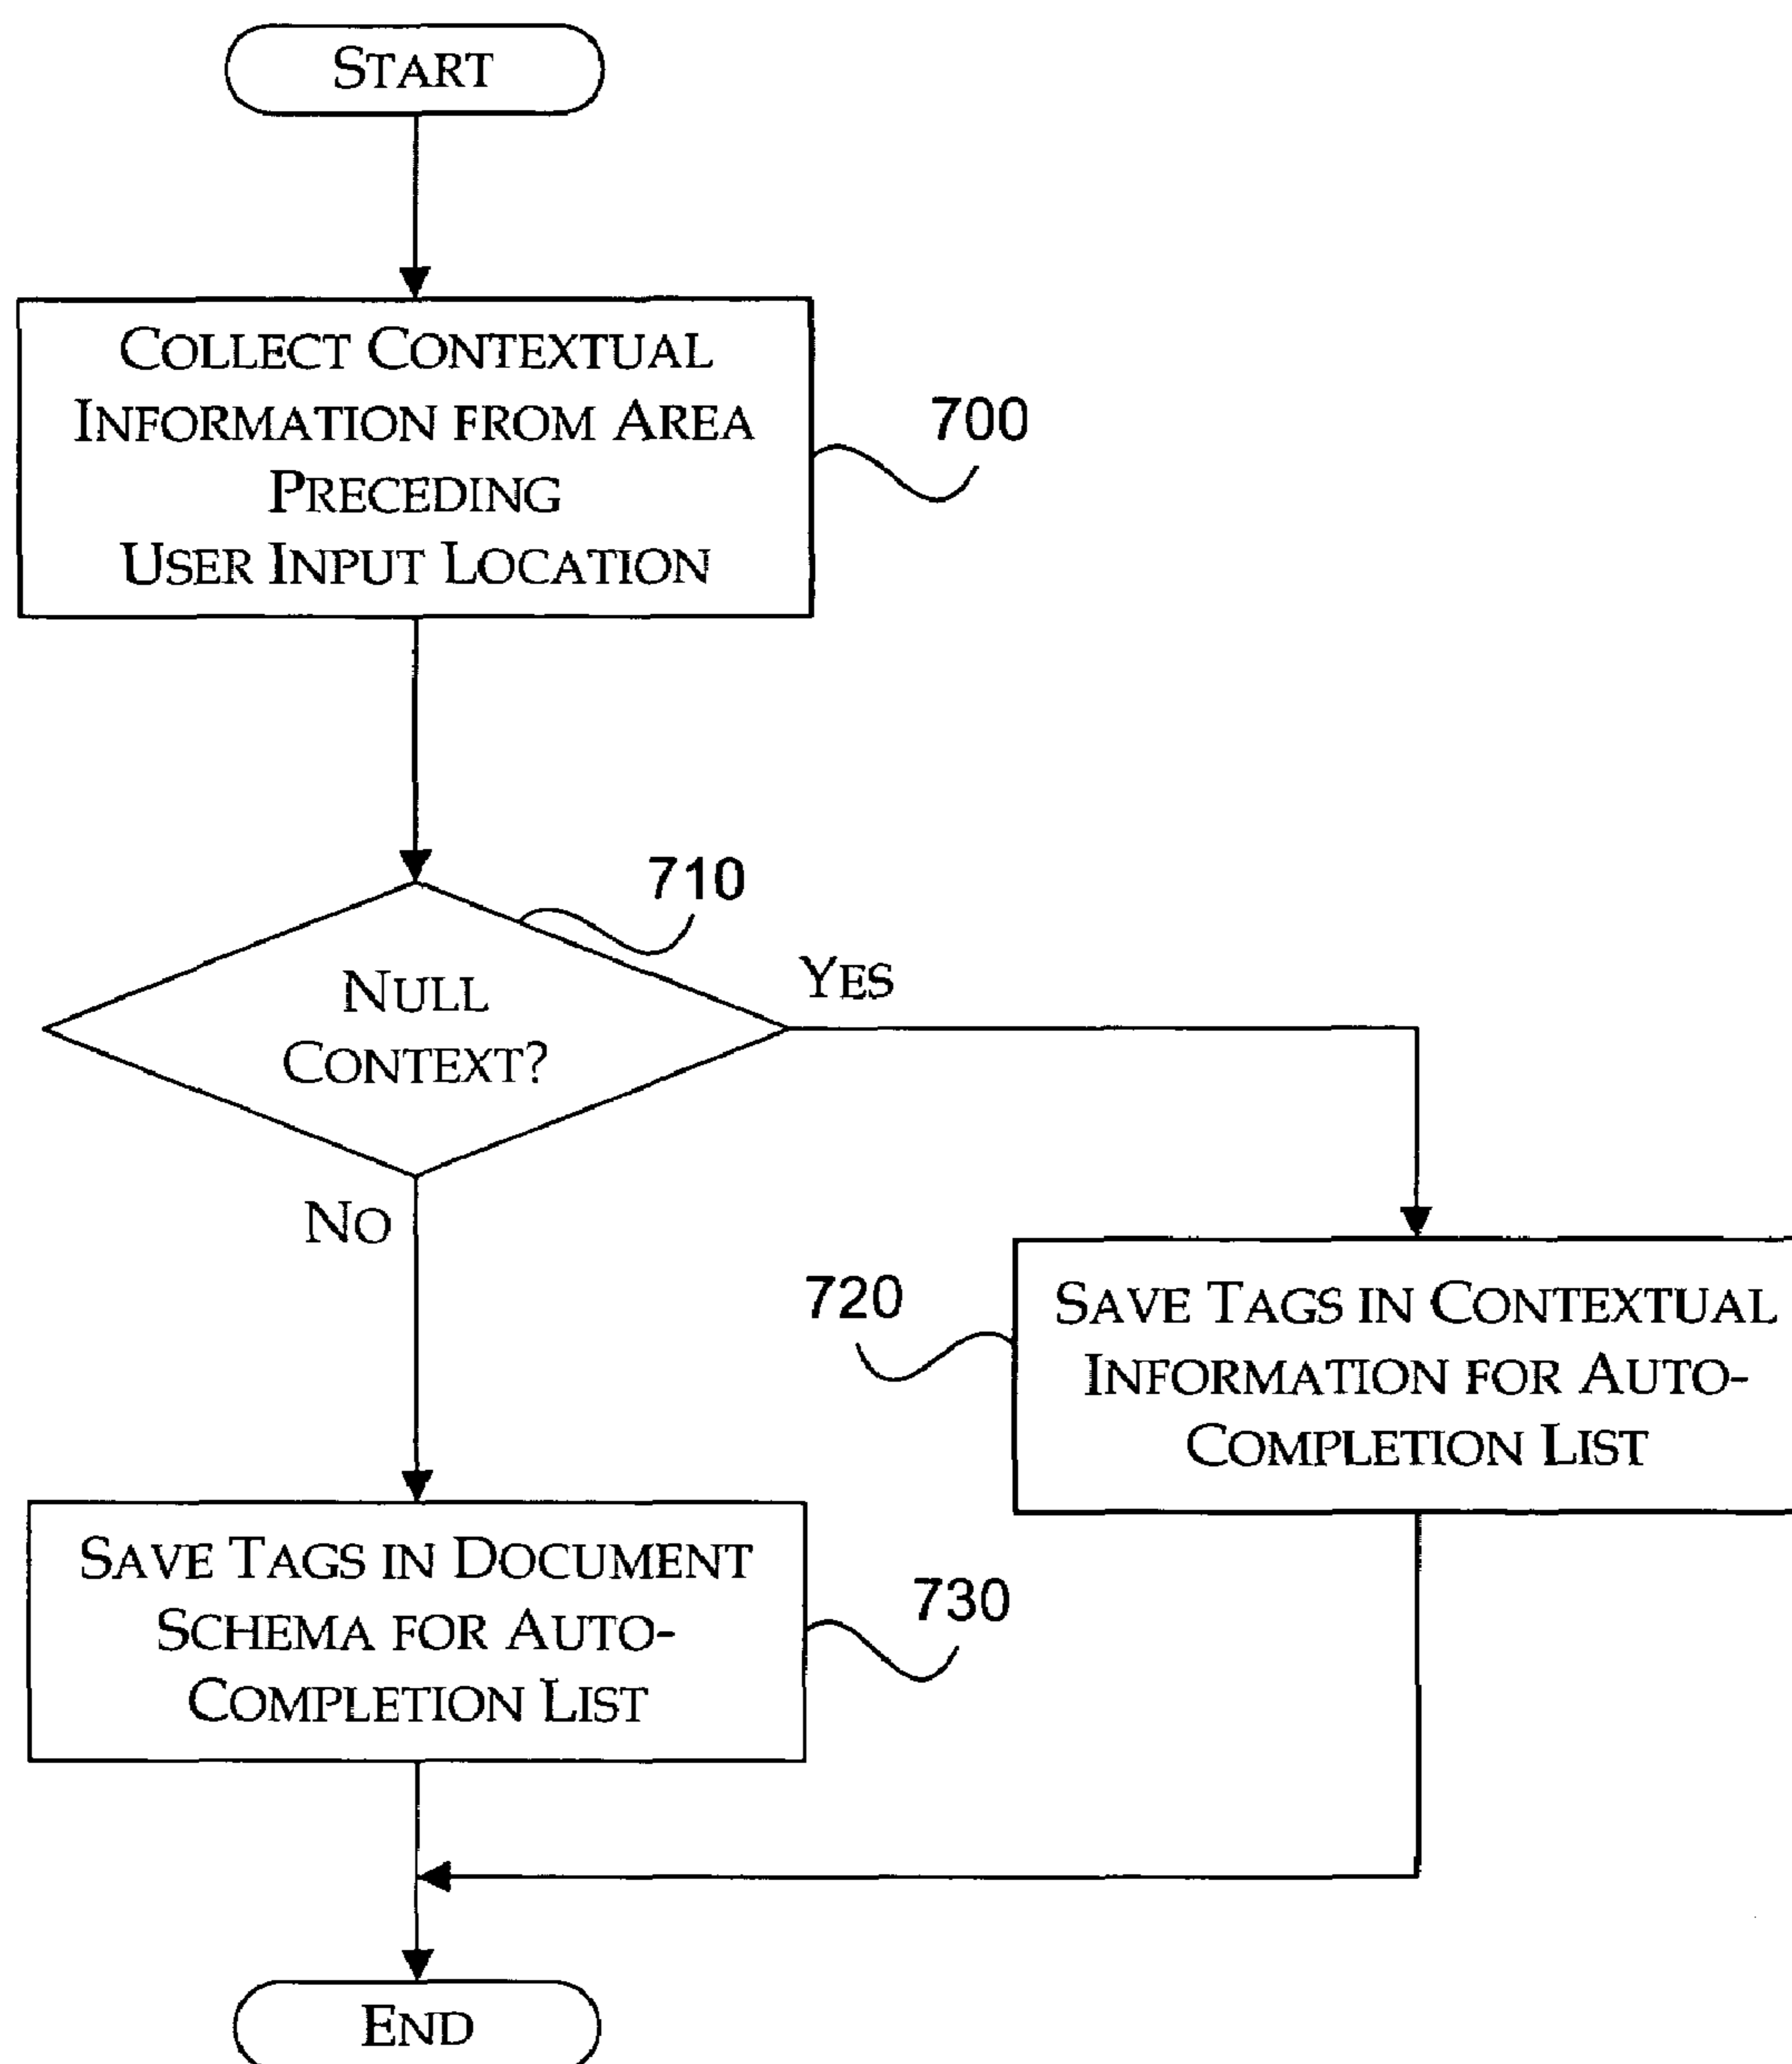 START
COLLECT CONTEXTUAL
INFORMATION FROM AREA
PRECEDING
USER INPUT LOCATION
700
710
NULL
CONTEXT?
YES
NO
720
SAVE TAGS IN CONTEXTUAL
INFORMATION FOR AUTO-
COMPLETION LIST
SAVE TAGS IN DOCUMENT
SCHEMA FOR AUTO-
COMPLETION LIST
730
END